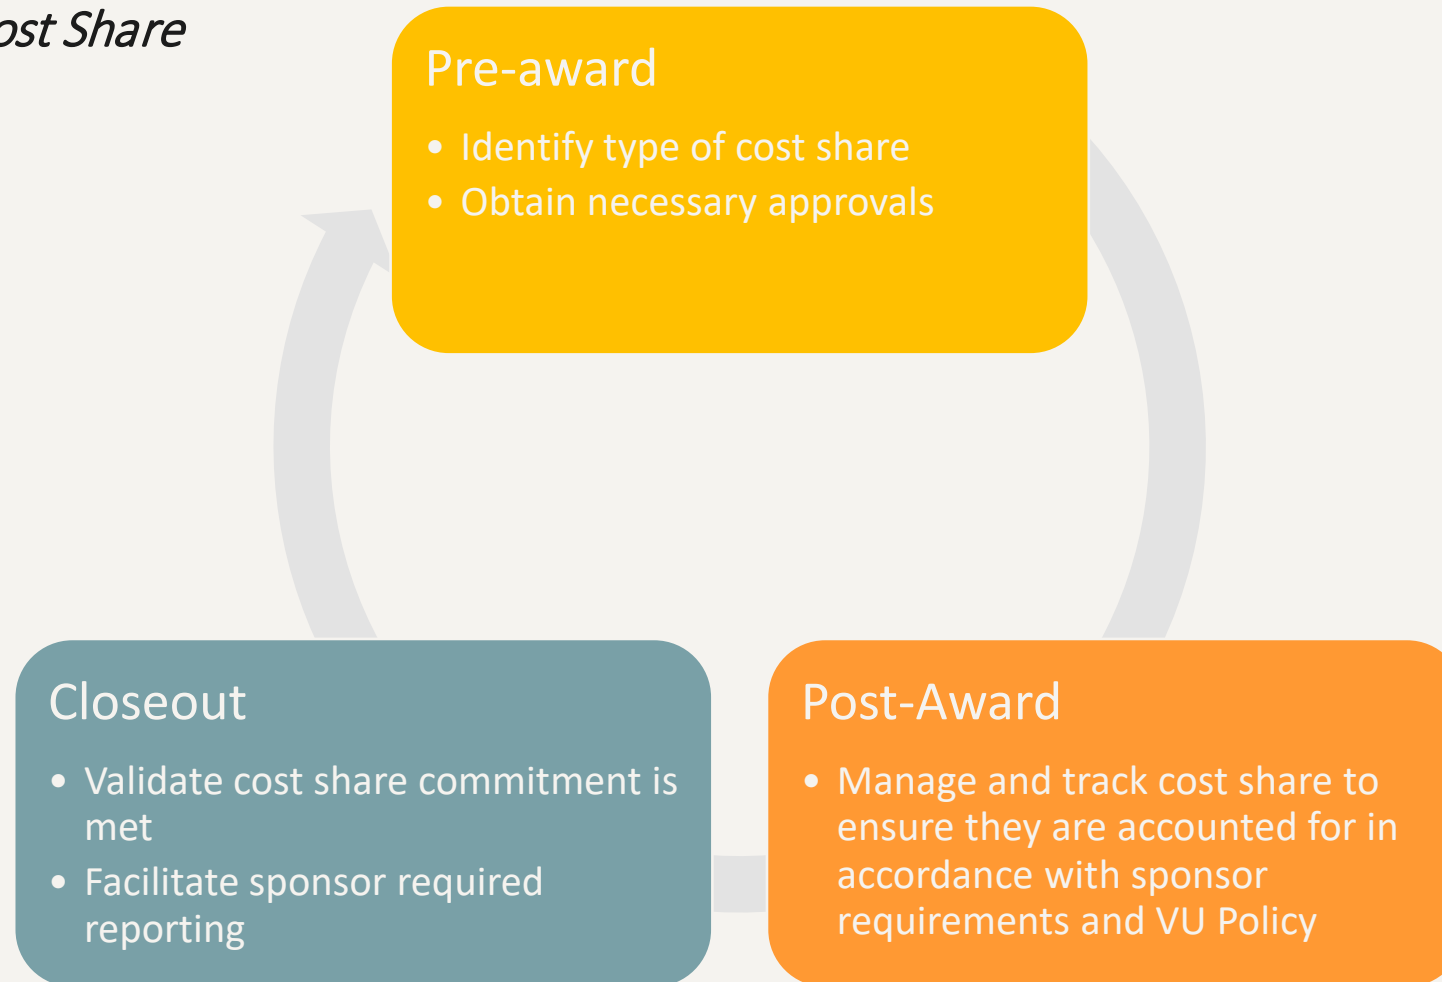 ost Share
Pre-award
• Identify type of cost share
• Obtain necessary approvals
Closeout
• Validate cost share commitment is
met
• Facilitate sponsor required
reporting
Post-Award
• Manage and track cost share to
ensure they are accounted for in
accordance with sponsor
requirements and VU Policy